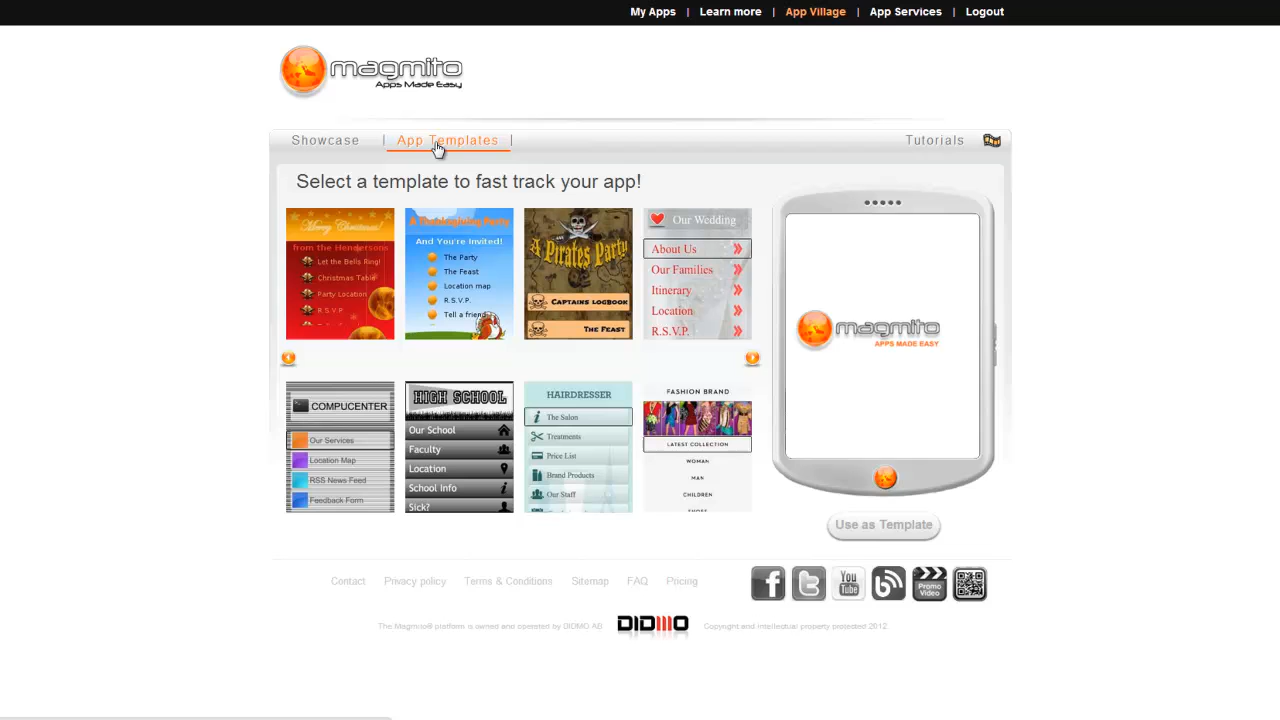 My Apps | Learn more | App Village | App Services | Logout
magmito
Apps Made Easy
Showcase | App Templates | Tutorials
Select a template to fast track your app!
Merry Christmas!
from the Hendersons
Let the Bells Ring!
Christmas Table
Party Location
R.S.V.P.
A Thanksgiving Party
And You're Invited!
The Party
The Feast
Location map
R.S.V.P.
Tell a friend
A Pirates Party
Captains Logbook
The Feast
Our Wedding
About Us
Our Families
Itinerary
Location
R.S.V.P.
magmito
APPS MADE EASY
COMPUCENTER
Our Services
Location Map
RSS News Feed
Feedback Form
HIGH SCHOOL
Our School
Faculty
Location
School Info
Sick?
HAIRDRESSER
The Salon
Treatments
Price List
Brand Products
Our Staff
FASHION BRAND
LATEST COLLECTION
WOMAN
MAN
CHILDREN
Use as Template
Contact Privacy policy Terms & Conditions Sitemap FAQ Pricing
You Tube
Promo Video
The Magmito® platform is owned and operated by DIDMO AB DIDMO Copyright and intellectual property protected 2012.